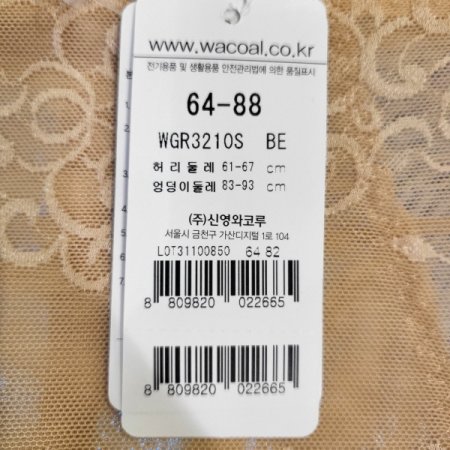 www.wacoal.co.kr
전기용품 및 생활용품 안전관리법에 의한 품질표시
64-88
WGR3210S BE
허리둘레 61-67 cm
엉덩이둘레 83-93 cm
(주)신영와코루
서울시 금천구 가산디지털 1로 104
LOT31100850 64 82
8 809820 022665
8 809820 022665